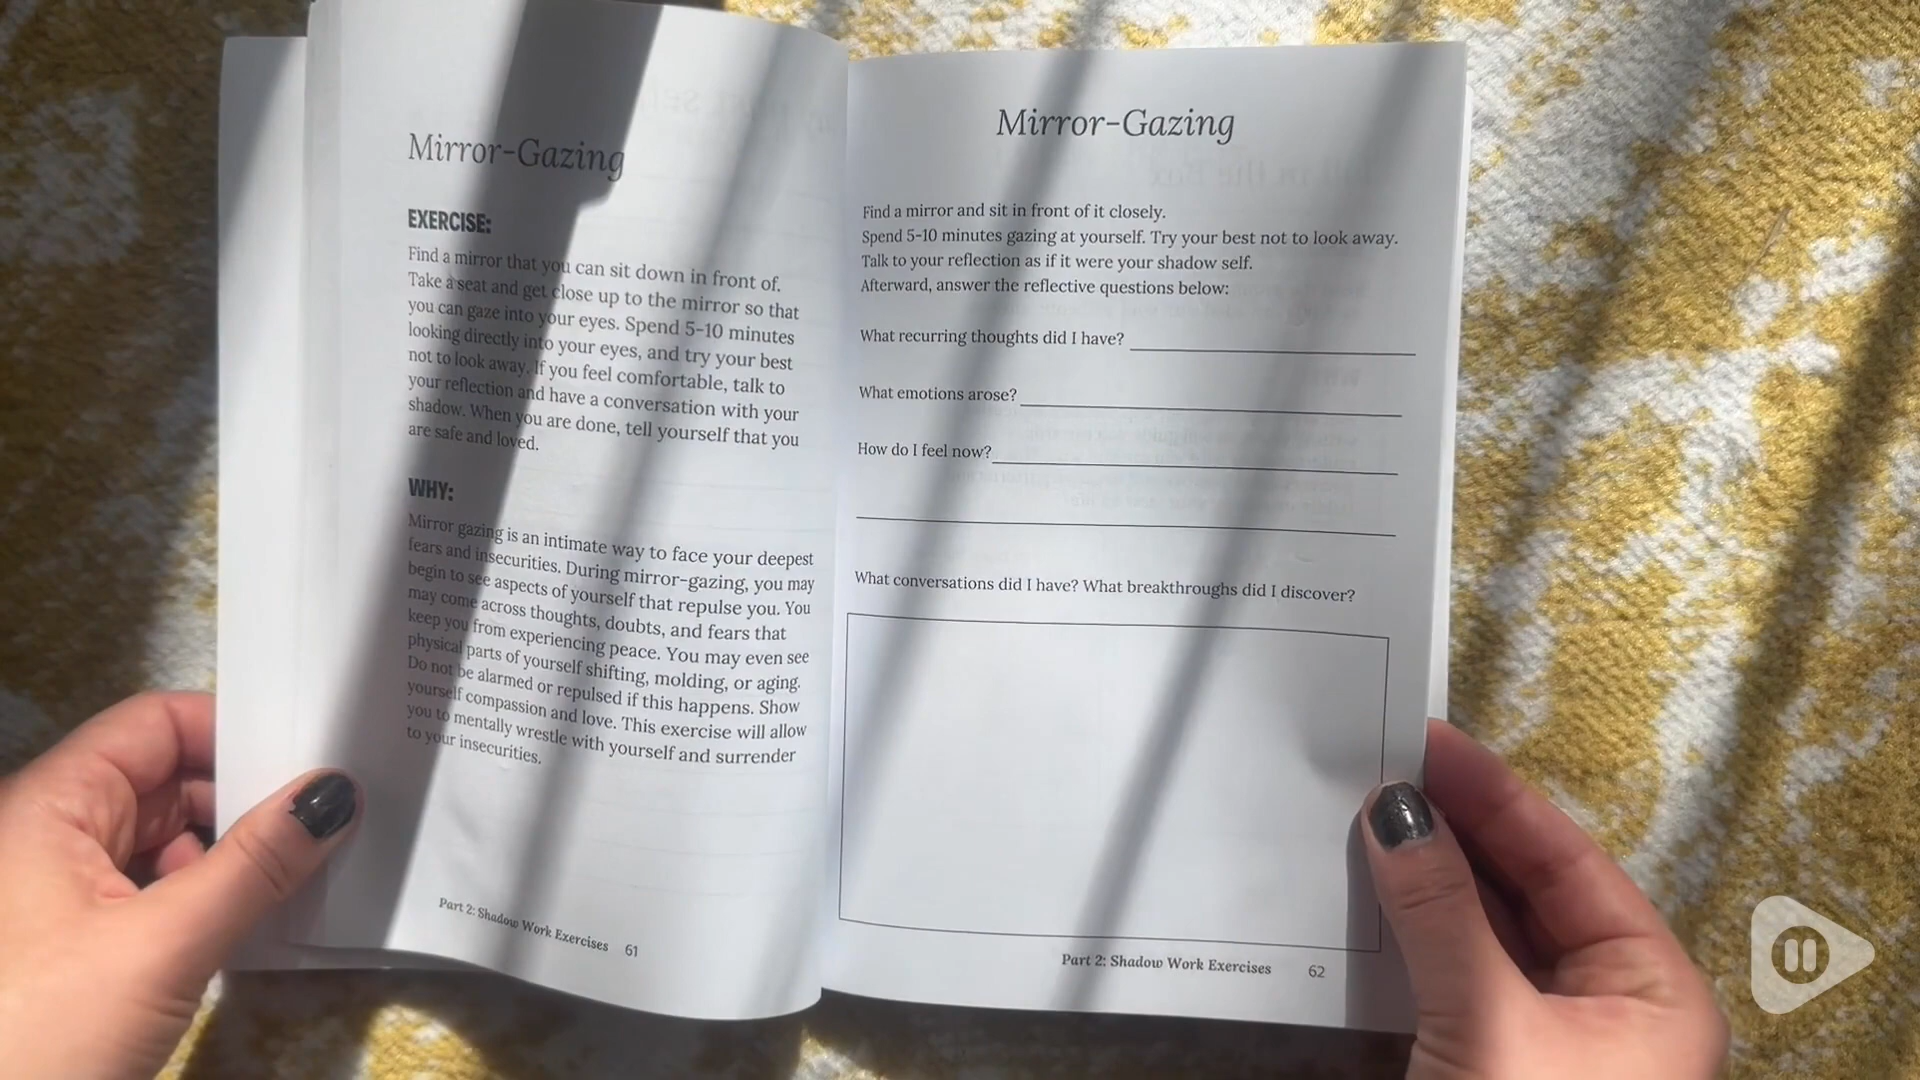 Mirror-Gazing
EXERCISE:
Find a mirror that you can sit down in front of.
Take a seat and get close up to the mirror so that
you can gaze into your eyes. Spend 5-10 minutes
looking directly into your eyes, and try your best
not to look away. If you feel comfortable, talk to
your reflection and have a conversation with your
shadow. When you are done, tell yourself that you
are safe and loved.
WHY:
Mirror gazing is an intimate way to face your deepest
fears and insecurities. During mirror-gazing, you may
begin to see aspects of yourself that repulse you. You
may come across thoughts, doubts, and fears that
keep you from experiencing peace. You may even see
physical parts of yourself shifting, molding, or aging.
Do not be alarmed or repulsed if this happens. Show
yourself compassion and love. This exercise will allow
you to mentally wrestle with yourself and surrender
to your insecurities.
Part 2: Shadow Work Exercises 61
Mirror-Gazing
Find a mirror and sit in front of it closely.
Spend 5-10 minutes gazing at yourself. Try your best not to look away.
Talk to your reflection as if it were your shadow self.
Afterward, answer the reflective questions below:
What recurring thoughts did I have?
What emotions arose?
How do I feel now?
What conversations did I have? What breakthroughs did I discover?
Part 2: Shadow Work Exercises 62